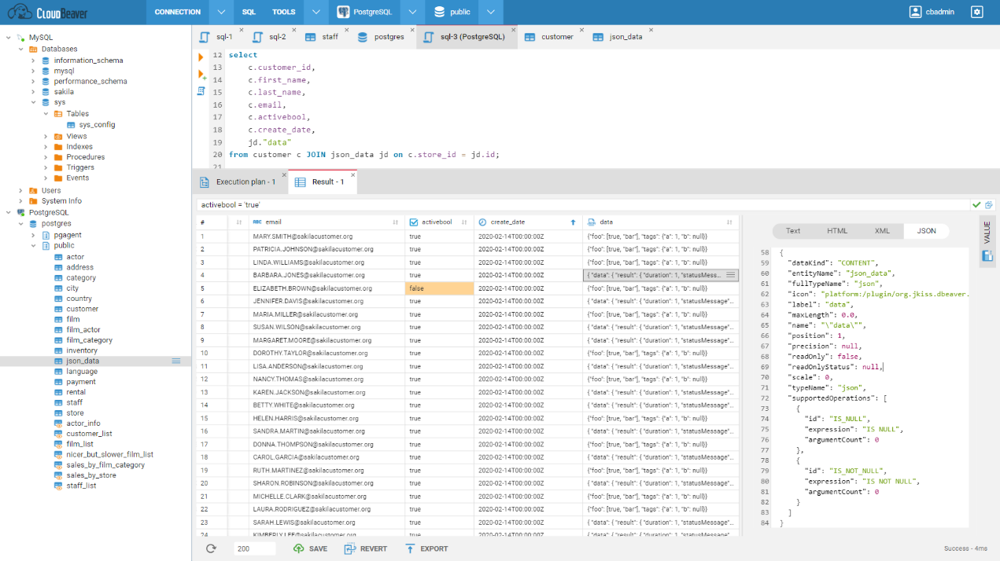 CloudBeaver CONNECTION SQL TOOLS PostgreSQL public cbadmin
MySQL
Databases
information_schema
mysql
performance_schema
sakila
sys
Tables
sys_config
Views
Indexes
Procedures
Triggers
Events
Users
System Info
PostgreSQL
postgres
pgagent
public
actor
address
category
city
country
customer
film
film_actor
film_category
inventory
json_data
language
payment
rental
staff
store
actor_info
customer_list
film_list
nicer_but_slower_film_list
sales_by_film_category
sales_by_store
staff_list
sql-1 sql-2 staff postgres sql-3 (PostgreSQL) customer json_data
12 select
13 c.customer_id,
14 c.first_name,
15 c.last_name,
16 c.email,
17 c.activebool,
18 c.create_date,
19 jd."data"
20 from customer c JOIN json_data jd on c.store_id = jd.id;
21
Execution plan - 1 Result - 1
activebool = 'true'
# ABC email activebool create_date data
1 MARY.SMITH@sakilacustomer.org true 2020-02-14T00:00:00Z {"foo": [true, "bar"], "tags": {"a": 1, "b": null}}
2 PATRICIA.JOHNSON@sakilacustomer.org true 2020-02-14T00:00:00Z {"foo": [true, "bar"], "tags": {"a": 1, "b": null}}
3 LINDA.WILLIAMS@sakilacustomer.org true 2020-02-14T00:00:00Z {"foo": [true, "bar"], "tags": {"a": 1, "b": null}}
4 BARBARA.JONES@sakilacustomer.org true 2020-02-14T00:00:00Z { "data": { "result": { "duration": 1, "statusMess...
5 ELIZABETH.BROWN@sakilacustomer.org false 2020-02-14T00:00:00Z {"foo": [true, "bar"], "tags": {"a": 1, "b": null}}
6 JENNIFER.DAVIS@sakilacustomer.org true 2020-02-14T00:00:00Z { "data": { "result": { "duration": 1, "statusMessage"...
7 MARIA.MILLER@sakilacustomer.org true 2020-02-14T00:00:00Z {"foo": [true, "bar"], "tags": {"a": 1, "b": null}}
8 SUSAN.WILSON@sakilacustomer.org true 2020-02-14T00:00:00Z { "data": { "result": { "duration": 1, "statusMessage"...
9 MARGARET.MOORE@sakilacustomer.org true 2020-02-14T00:00:00Z { "data": { "result": { "duration": 1, "statusMessage"...
10 DOROTHY.TAYLOR@sakilacustomer.org true 2020-02-14T00:00:00Z {"foo": [true, "bar"], "tags": {"a": 1, "b": null}}
11 LISA.ANDERSON@sakilacustomer.org true 2020-02-14T00:00:00Z { "data": { "result": { "duration": 1, "statusMessage"...
12 NANCY.THOMAS@sakilacustomer.org true 2020-02-14T00:00:00Z {"foo": [true, "bar"], "tags": {"a": 1, "b": null}}
13 KAREN.JACKSON@sakilacustomer.org true 2020-02-14T00:00:00Z { "data": { "result": { "duration": 1, "statusMessage"...
14 BETTY.WHITE@sakilacustomer.org true 2020-02-14T00:00:00Z { "data": { "result": { "duration": 1, "statusMessage"...
15 HELEN.HARRIS@sakilacustomer.org true 2020-02-14T00:00:00Z {"foo": [true, "bar"], "tags": {"a": 1, "b": null}}
16 SANDRA.MARTIN@sakilacustomer.org true 2020-02-14T00:00:00Z { "data": { "result": { "duration": 1, "statusMessage"...
17 DONNA.THOMPSON@sakilacustomer.org true 2020-02-14T00:00:00Z {"foo": [true, "bar"], "tags": {"a": 1, "b": null}}
18 CAROL.GARCIA@sakilacustomer.org true 2020-02-14T00:00:00Z { "data": { "result": { "duration": 1, "statusMessage"...
19 RUTH.MARTINEZ@sakilacustomer.org true 2020-02-14T00:00:00Z {"foo": [true, "bar"], "tags": {"a": 1, "b": null}}
20 SHARON.ROBINSON@sakilacustomer.org true 2020-02-14T00:00:00Z { "data": { "result": { "duration": 1, "statusMessage"...
21 MICHELLE.CLARK@sakilacustomer.org true 2020-02-14T00:00:00Z {"foo": [true, "bar"], "tags": {"a": 1, "b": null}}
22 LAURA.RODRIGUEZ@sakilacustomer.org true 2020-02-14T00:00:00Z {"foo": [true, "bar"], "tags": {"a": 1, "b": null}}
23 SARAH.LEWIS@sakilacustomer.org true 2020-02-14T00:00:00Z { "data": { "result": { "duration": 1, "statusMessage"...
24 KIMBERLY.LEE@sakilacustomer.org true 2020-02-14T00:00:00Z { "data": { "result": { "duration": 1, "statusMessage"...
Text HTML XML JSON
VALUE
58 {
59 "dataKind": "CONTENT",
60 "entityName": "json_data",
61 "fullTypeName": "json",
62 "icon": "platform:/plugin/org.jkiss.dbeaver.
63 "label": "data",
64 "maxLength": 0.0,
65 "name": "\"data\"",
66 "position": 1,
67 "precision": null,
68 "readOnly": false,
69 "readOnlyStatus": null,
70 "scale": 0,
71 "typeName": "json",
72 "supportedOperations": [
73 {
74 "id": "IS_NULL",
75 "expression": "IS NULL",
76 "argumentCount": 0
77 },
78 {
79 "id": "IS_NOT_NULL",
80 "expression": "IS NOT NULL",
81 "argumentCount": 0
82 }
83 ]
84 }
200 SAVE REVERT EXPORT Success - 4ms